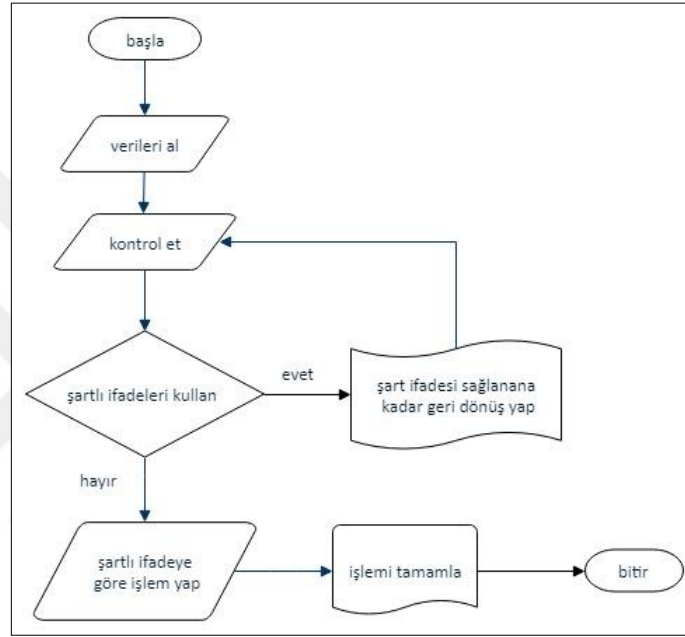 başla
verileri al
kontrol et
şartlı ifadeleri kullan
evet
şart ifadesi sağlanana
kadar geri dönüş yap
hayır
şartlı ifadeye
göre işlem yap
işlemi tamamla
bitir